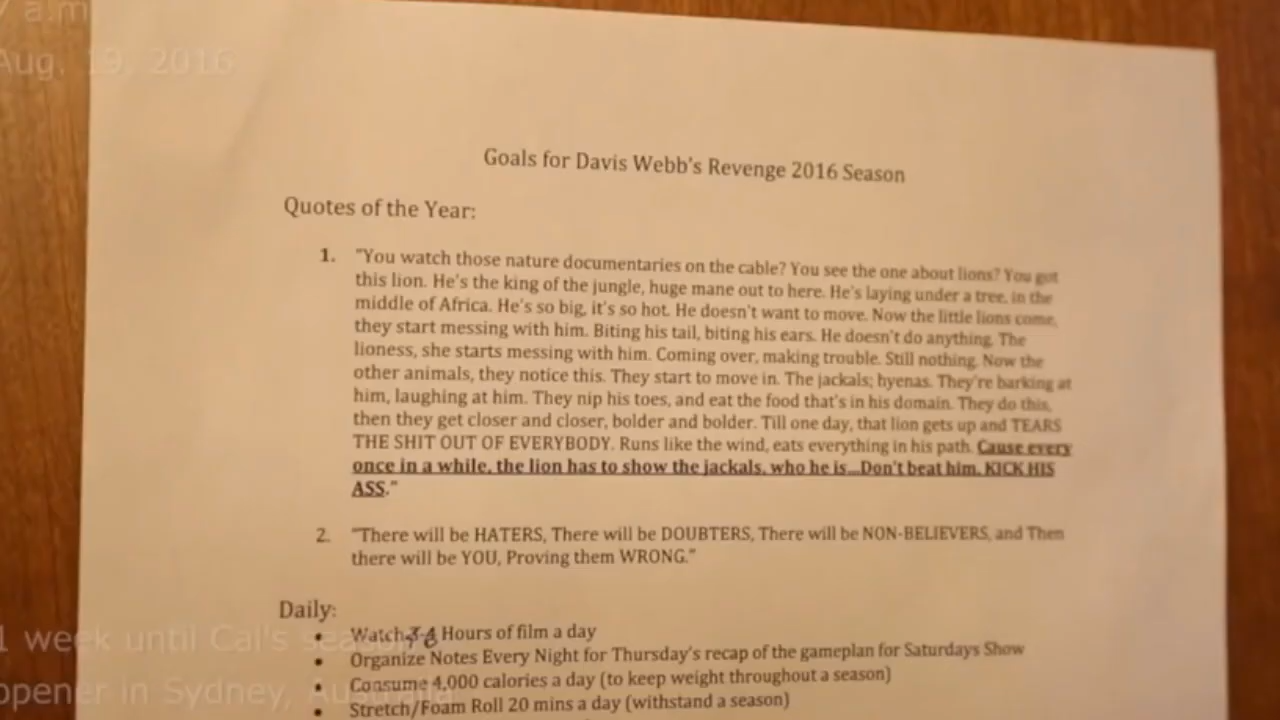 7 a.m.
Aug. 19, 2016
Goals for Davis Webb's Revenge 2016 Season
Quotes of the Year:
1. "You watch those nature documentaries on the cable? You see the one about lions? You got
this lion. He's the king of the jungle, huge mane out to here. He's laying under a tree, in the
middle of Africa. He's so big, it's so hot. He doesn't want to move. Now the little lions come,
they start messing with him. Biting his tail, biting his ears. He doesn't do anything. The
lioness, she starts messing with him. Coming over, making trouble. Still nothing. Now the
other animals, they notice this. They start to move in. The jackals; hyenas. They're barking at
him, laughing at him. They nip his toes, and eat the food that's in his domain. They do this,
then they get closer and closer, bolder and bolder. Till one day, that lion gets up and TEARS
THE SHIT OUT OF EVERYBODY. Runs like the wind, eats everything in his path. Cause every
once in a while, the lion has to show the jackals, who he is...Don't beat him. KICK HIS
ASS."
2. "There will be HATERS, There will be DOUBTERS, There will be NON-BELIEVERS, and Then
there will be YOU, Proving them WRONG."
Daily:
• Watch Hours of film a day
• Organize Notes Every Night for Thursday's recap of the gameplan for Saturdays Show
• Consume 4,000 calories a day (to keep weight throughout a season)
• Stretch/Foam Roll 20 mins a day (withstand a season)
1 week until Cal's season
opener in Sydney, Australia